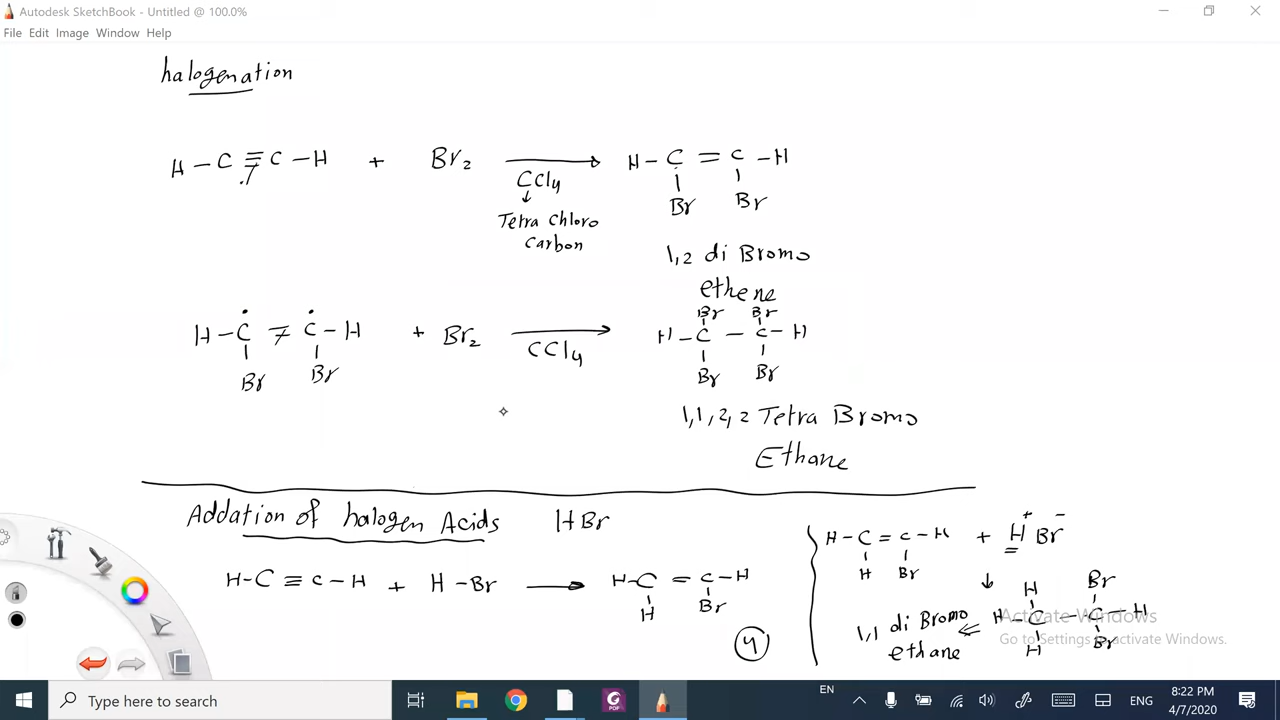 Autodesk SketchBook - Untitled @ 100.0%
File Edit Image Window Help
halogenation
H - C ≡ C - H + Br2 → H - C = C - H
CCl4
Br Br
Tetra Chloro
Carbon
1,2 di Bromo
ethene
Br Br
H - C = C - H + Br2 → H - C - C - H
CCl4
Br Br Br Br
1,1,2,2 Tetra Bromo
Ethane
Addation of halogen Acids HBr
H - C ≡ C - H + H - Br → H - C = C - H
H Br
4
H - C = C - H + H+ Br-
H Br
↓
H Br
H - C - C - H
H Br
1,1 di Bromo
ethane
Activate Windows
Go to Settings to activate Windows.
PDF
Type here to search
EN
ENG
8:22 PM
4/7/2020